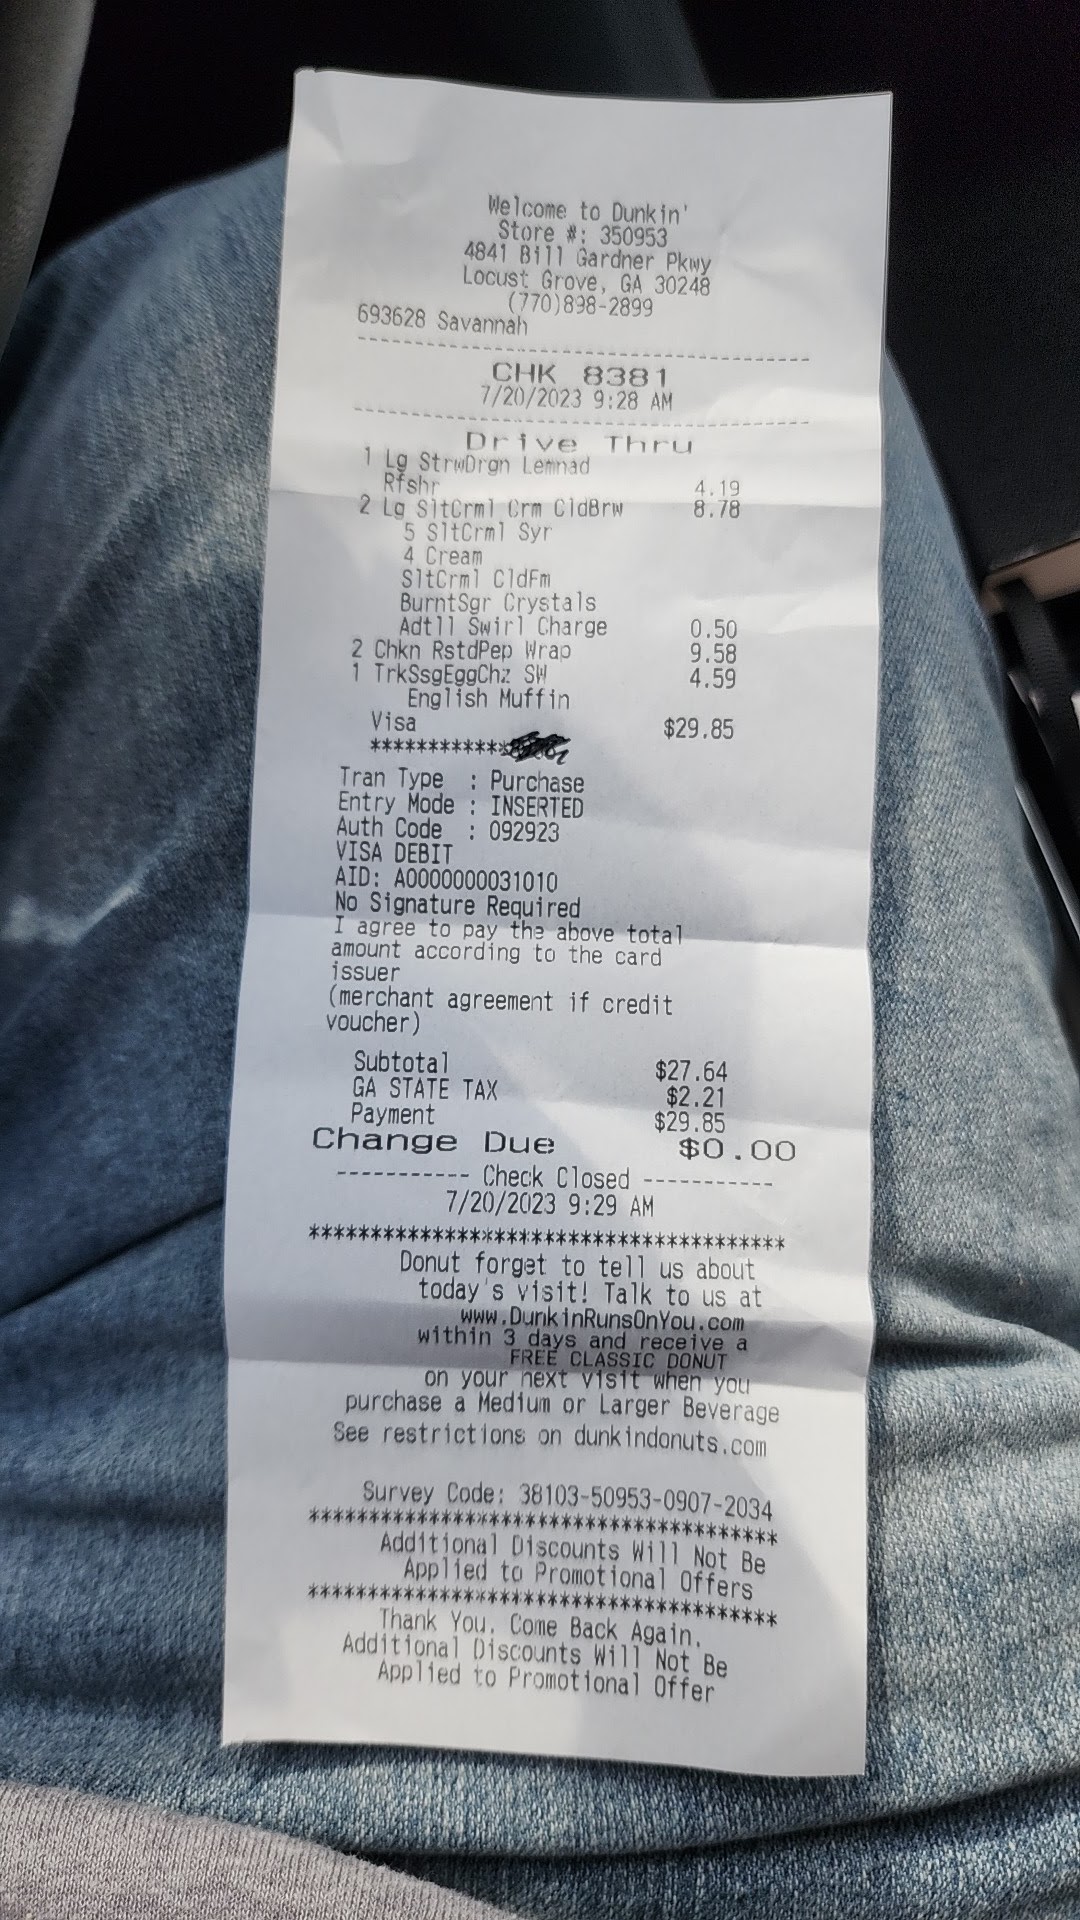 Welcome to Dunkin'
Store #: 350953
4841 Bill Gardner Pkwy
Locust Grove, GA 30248
(770)898-2899
693628 Savannah
--------------------------------------
CHK 8381
7/20/2023 9:28 AM
--------------------------------------
Drive Thru
1 Lg StrwDrgn Lemnad
Rfshr 4.19
2 Lg SltCrml Crm CldBrw 8.78
5 SltCrml Syr
4 Cream
SltCrml CldFm
BurntSgr Crystals
Adtll Swirl Charge 0.50
2 Chkn RstdPep Wrap 9.58
1 TrkSsgEggChz SW 4.59
English Muffin
Visa $29.85
************
Tran Type : Purchase
Entry Mode : INSERTED
Auth Code : 092923
VISA DEBIT
AID: A0000000031010
No Signature Required
I agree to pay the above total
amount according to the card
issuer
(merchant agreement if credit
voucher)
Subtotal $27.64
GA STATE TAX $2.21
Payment $29.85
Change Due $0.00
----------- Check Closed -----------
7/20/2023 9:29 AM
****************************************
Donut forget to tell us about
today's visit! Talk to us at
www.DunkinRunsOnYou.com
within 3 days and receive a
FREE CLASSIC DONUT
on your next visit when you
purchase a Medium or Larger Beverage
See restrictions on dunkindonuts.com
Survey Code: 38103-50953-0907-2034
****************************************
Additional Discounts Will Not Be
Applied to Promotional Offers
****************************************
Thank You, Come Back Again.
Additional Discounts Will Not Be
Applied to Promotional Offer